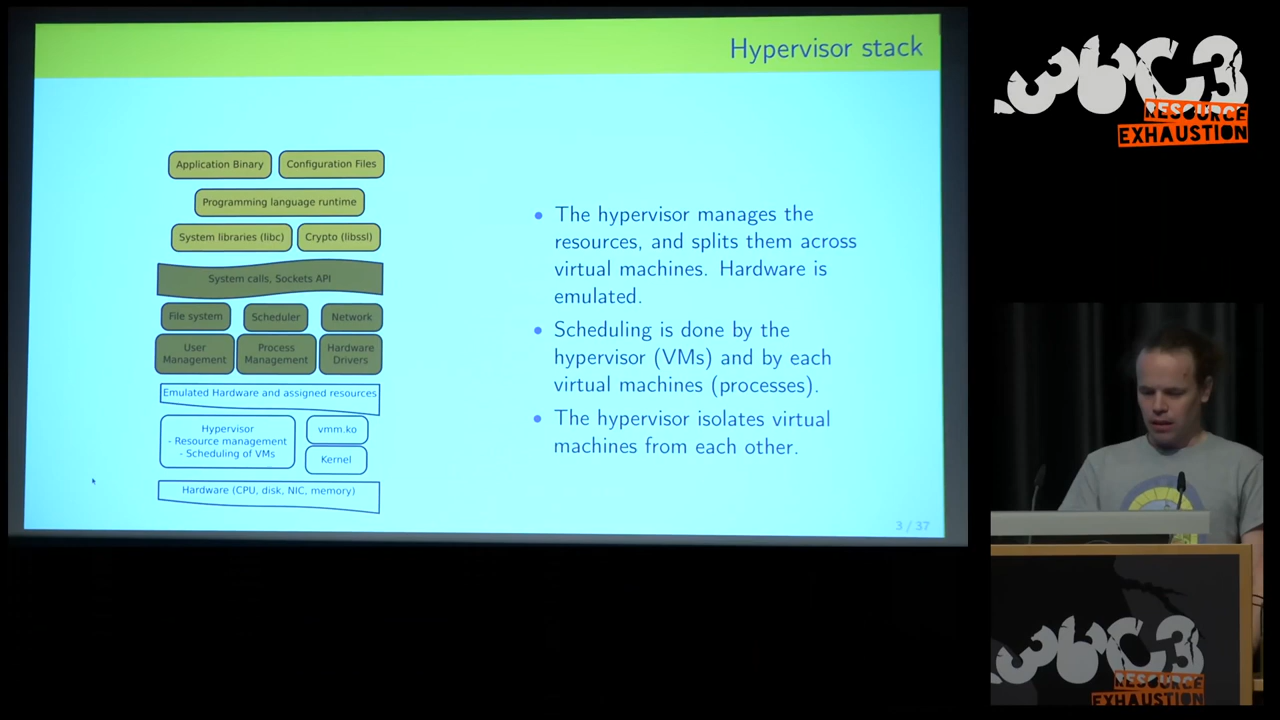 Hypervisor stack
Application Binary
Configuration Files
Programming language runtime
System libraries (libc)
Crypto (libssl)
System calls, Sockets API
File system
Scheduler
Network
User
Management
Process
Management
Hardware
Drivers
Emulated Hardware and assigned resources
Hypervisor
- Resource management
- Scheduling of VMs
vmm.ko
Kernel
Hardware (CPU, disk, NIC, memory)
• The hypervisor manages the
resources, and splits them across
virtual machines. Hardware is
emulated.
• Scheduling is done by the
hypervisor (VMs) and by each
virtual machines (processes).
• The hypervisor isolates virtual
machines from each other.
3 / 37
36C3
RESOURCE
EXHAUSTION
36C3
RESOURCE
EXHAUSTION